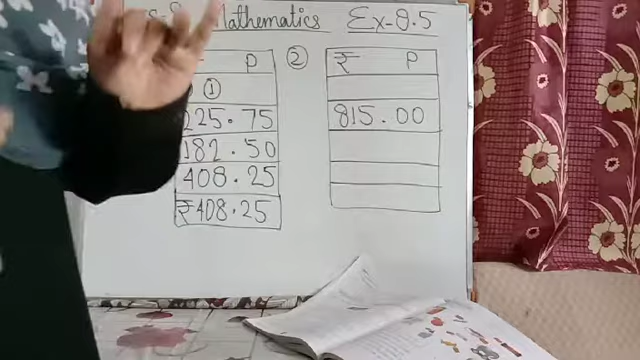 Mathematics Ex-8.5
P
①
225.75
182.50
408.25
₹408.25
② ₹ P
815.00